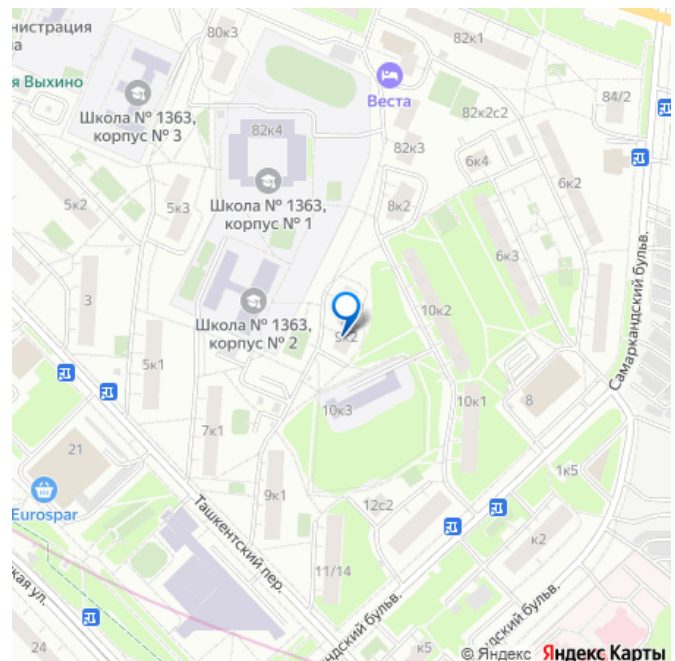 нистрация
а
80к3
82к1
я Выхино
Веста
Школа № 1363,
корпус № 3
82к4
82к2с2
84/2
82к3
6к4
5к2
5к3
Школа № 1363,
корпус № 1
8к2
6к2
6к3
3
Школа № 1363,
корпус № 2
10к2
9к2
Самаркандский бульв.
5к1
10к3
10к1
8
7к1
21
Eurospar
Ташкентский пер.
9к1
12с2
1к5
11/14
к2
кая ул.
ндский бульв.
ндский бульв.
24
к5
© Яндекс Яндекс Карты